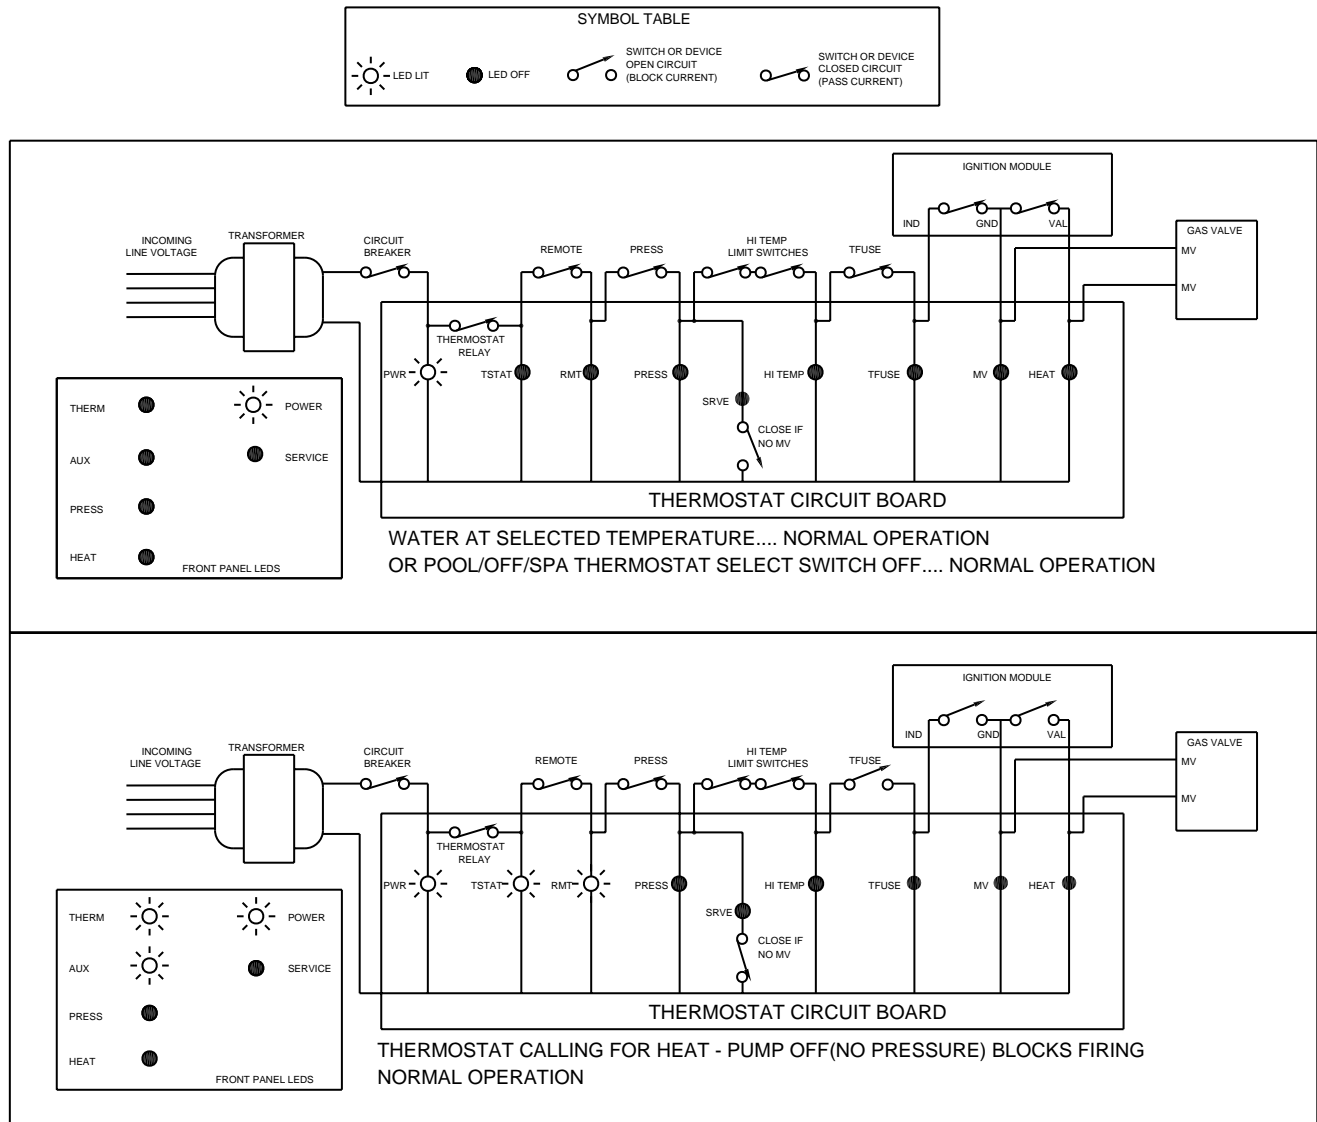 SYMBOL TABLE
LED LIT
LED OFF
SWITCH OR DEVICE
OPEN CIRCUIT
(BLOCK CURRENT)
SWITCH OR DEVICE
CLOSED CIRCUIT
(PASS CURRENT)
IGNITION MODULE
IND
GND
VAL
GAS VALVE
MV
MV
INCOMING
LINE VOLTAGE
TRANSFORMER
CIRCUIT
BREAKER
REMOTE
PRESS
HI TEMP
LIMIT SWITCHES
TFUSE
THERMOSTAT
RELAY
PWR
TSTAT
RMT
PRESS
HI TEMP
TFUSE
MV
HEAT
SRVE
CLOSE IF
NO MV
THERMOSTAT CIRCUIT BOARD
THERM
POWER
AUX
SERVICE
PRESS
HEAT
FRONT PANEL LEDS
WATER AT SELECTED TEMPERATURE.... NORMAL OPERATION
OR POOL/OFF/SPA THERMOSTAT SELECT SWITCH OFF.... NORMAL OPERATION
IGNITION MODULE
IND
GND
VAL
GAS VALVE
MV
MV
INCOMING
LINE VOLTAGE
TRANSFORMER
CIRCUIT
BREAKER
REMOTE
PRESS
HI TEMP
LIMIT SWITCHES
TFUSE
THERMOSTAT
RELAY
PWR
TSTAT
RMT
PRESS
HI TEMP
TFUSE
MV
HEAT
SRVE
CLOSE IF
NO MV
THERMOSTAT CIRCUIT BOARD
THERM
POWER
AUX
SERVICE
PRESS
HEAT
FRONT PANEL LEDS
THERMOSTAT CALLING FOR HEAT - PUMP OFF(NO PRESSURE) BLOCKS FIRING
NORMAL OPERATION